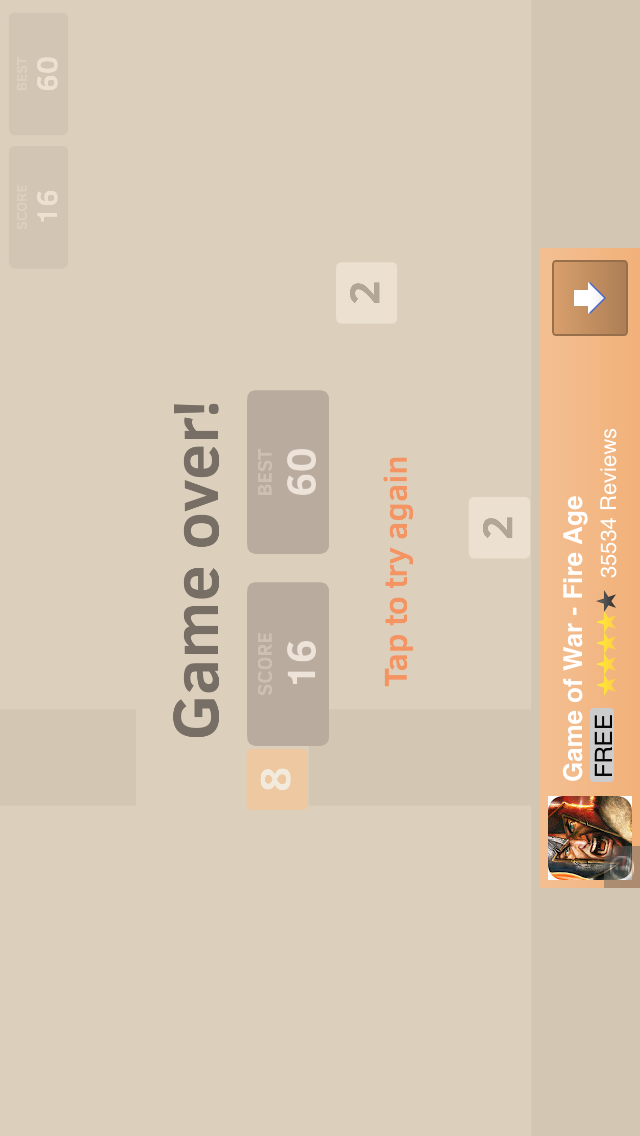 SCORE
16
BEST
60
Game over!
SCORE
16
BEST
60
2
8
Tap to try again
2
Game of War - Fire Age
FREE
35534 Reviews